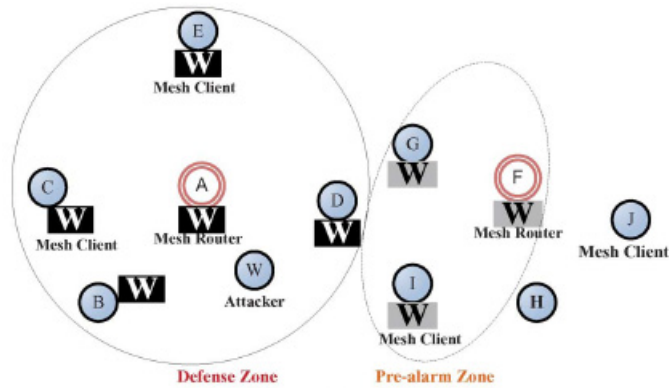 E
W
Mesh Client
G
W
C
A
F
W
W
D
W
J
Mesh Client
Mesh Router
W
Mesh Router
Mesh Client
W
Attacker
B
W
I
W
H
Mesh Client
Defense Zone
Pre-alarm Zone